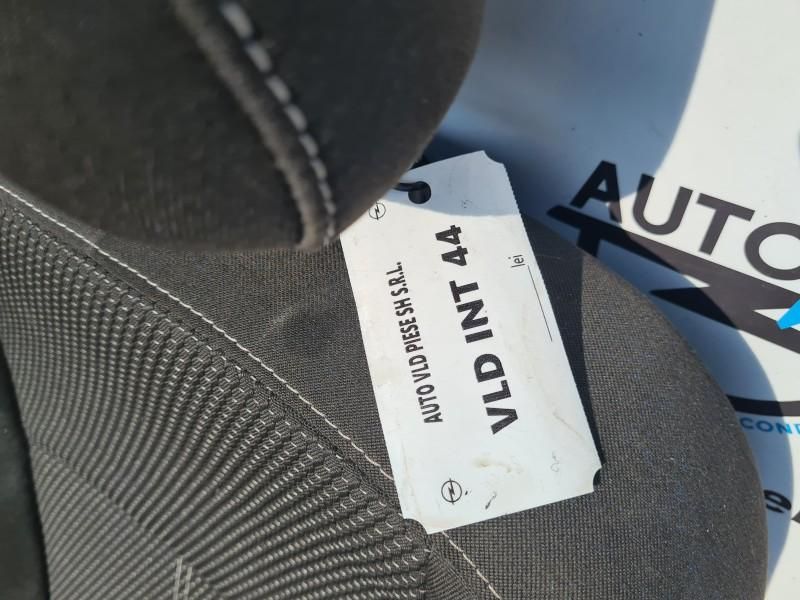 AUTO VLD PIESE SH S.R.L.
VLD INT 44
lei
AUTO